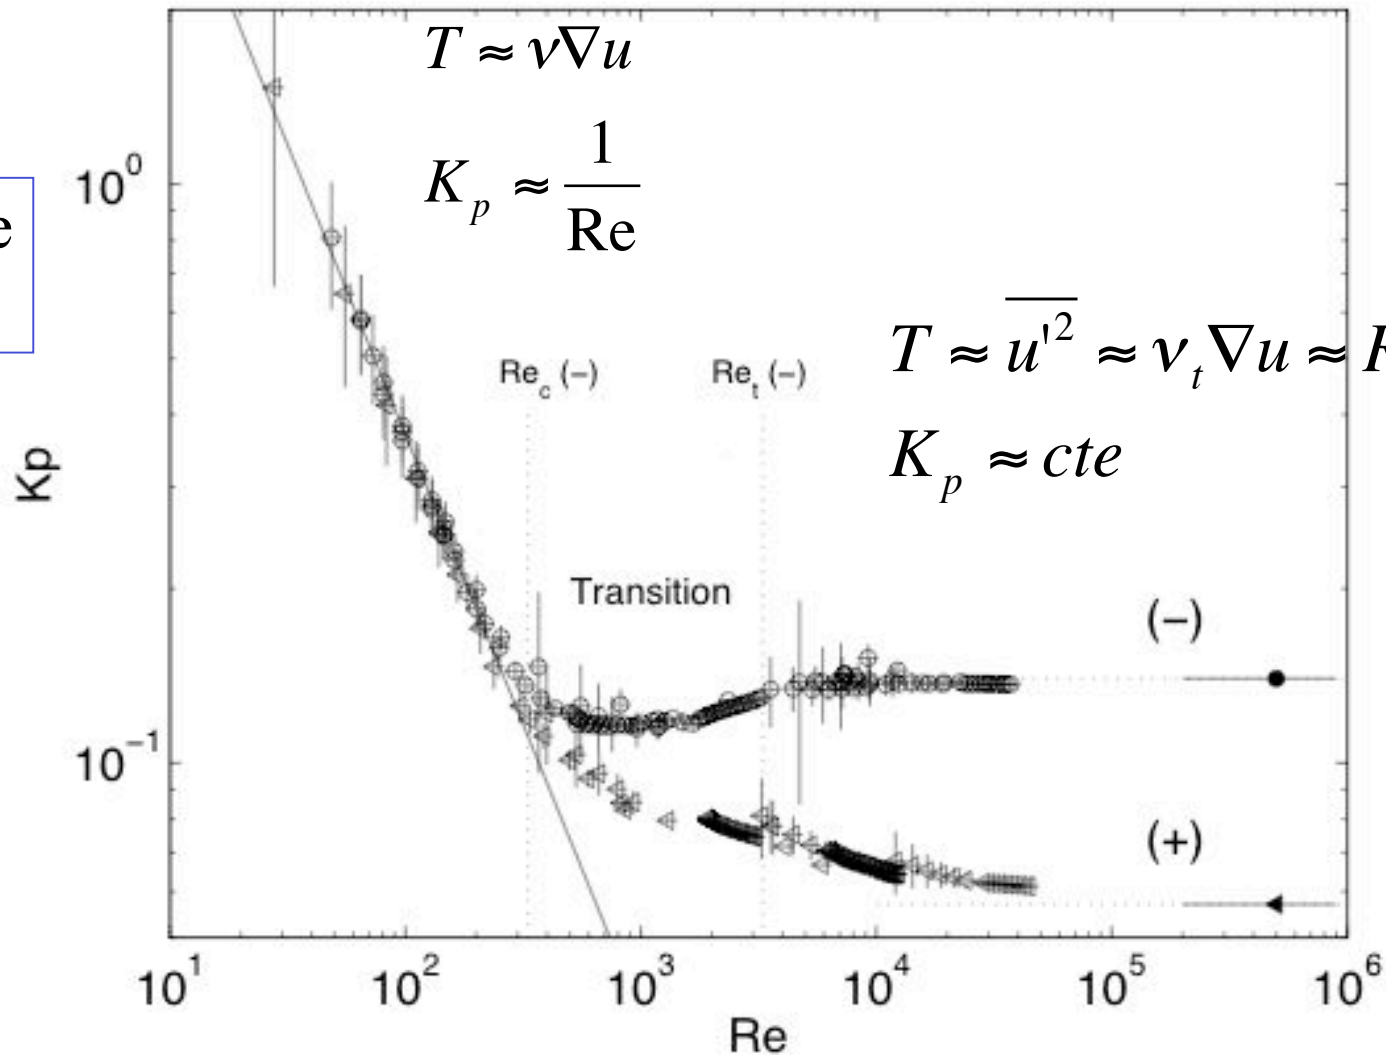 T ≈ ν∇u
K_p ≈ 1/Re
e
T ≈ \overline{u'^2} ≈ ν_t∇u ≈
K_p ≈ cte
Re_c (−)
Re_t (−)
Transition
(−)
(+)
Kp
10^0
10^−1
10^1 10^2 10^3 10^4 10^5 10^6
Re